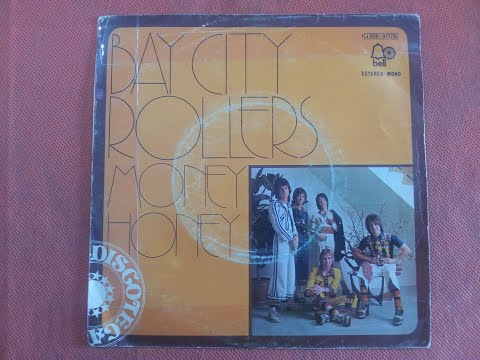 BAY CITY
ROLLERS
MONEY
HONEY
bell
ESTEREO - MONO
DISCOTECA